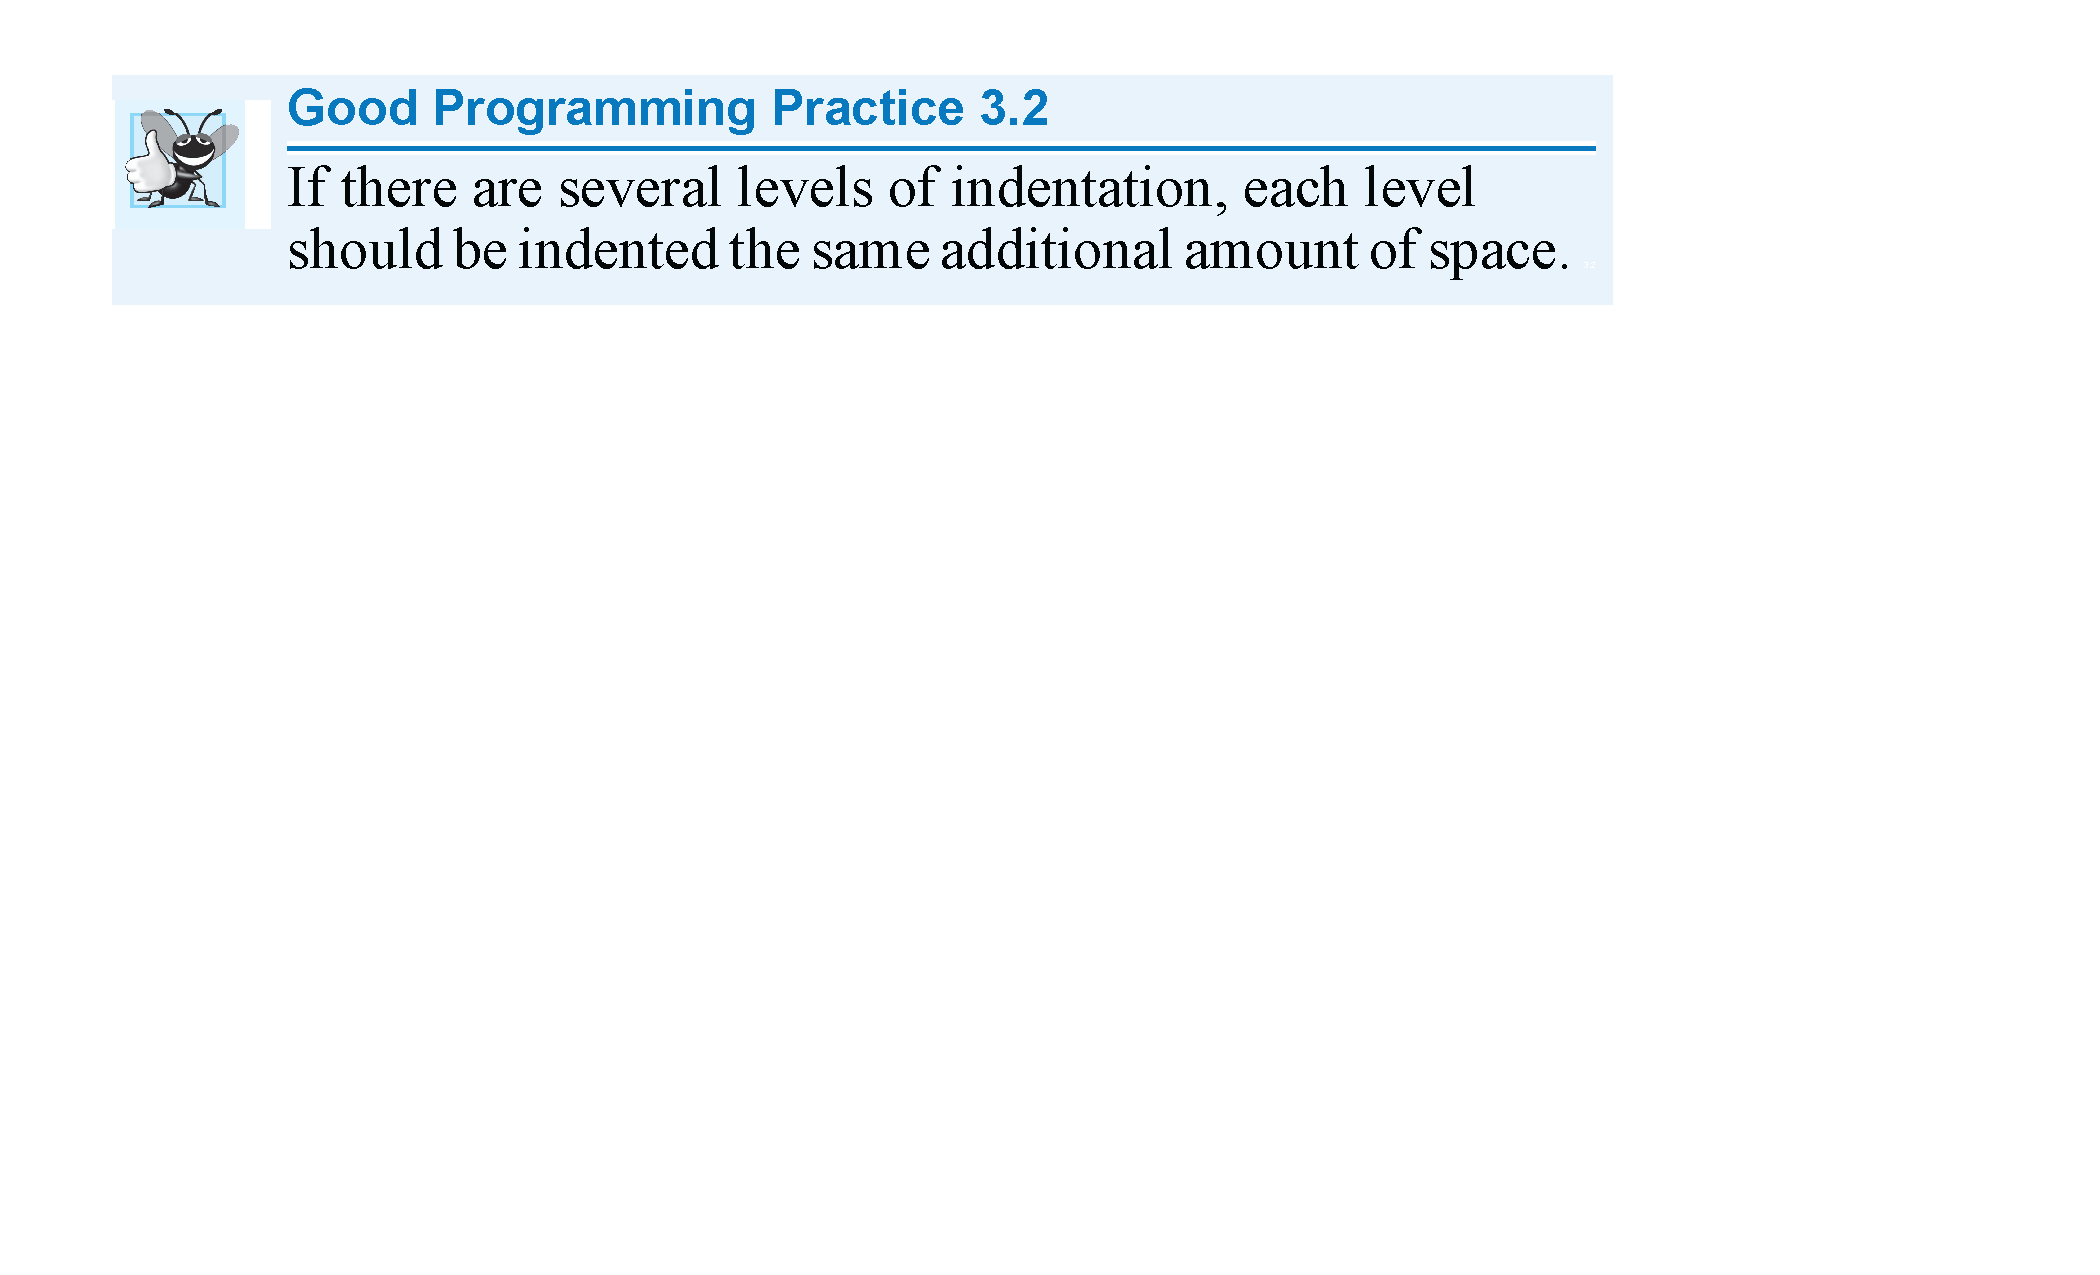 Good Programming Practice 3.2
If there are several levels of indentation, each level
should be indented the same additional amount of space.